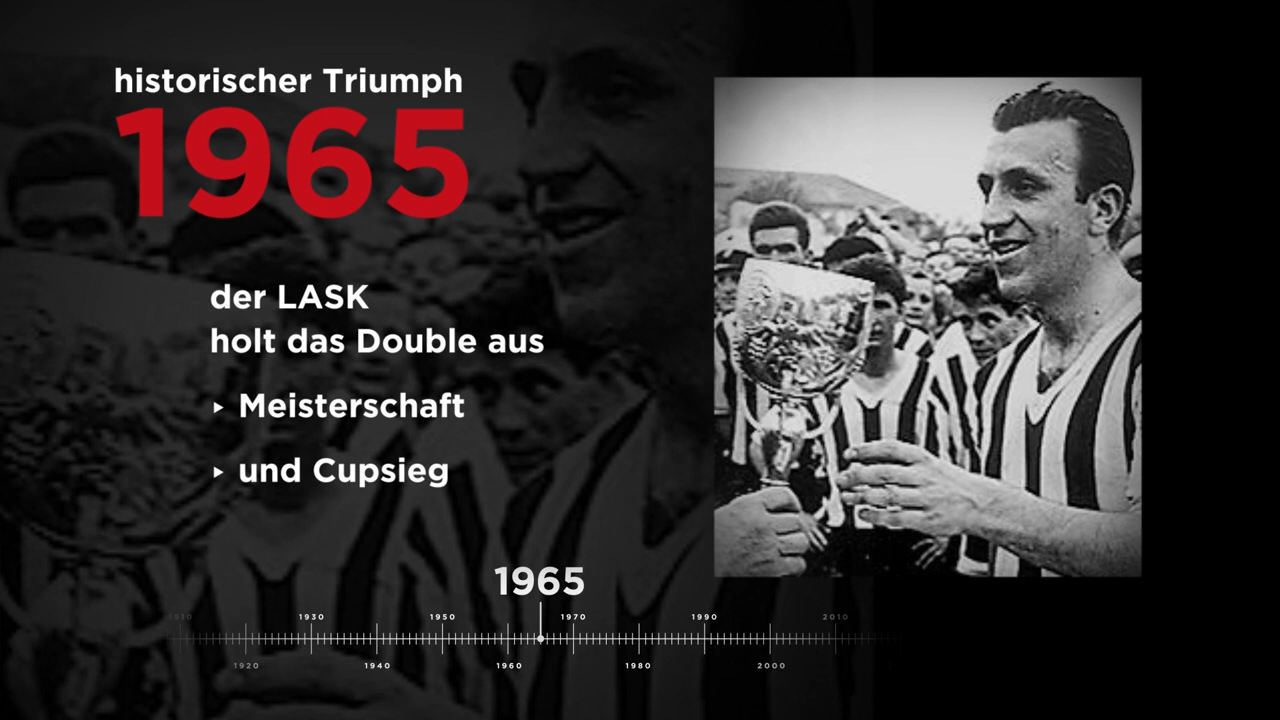 historischer Triumph
1965
der LASK
holt das Double aus
‣ Meisterschaft
‣ und Cupsieg
1965
1910 1930 1950 1970 1990 2010
1920 1940 1960 1980 2000